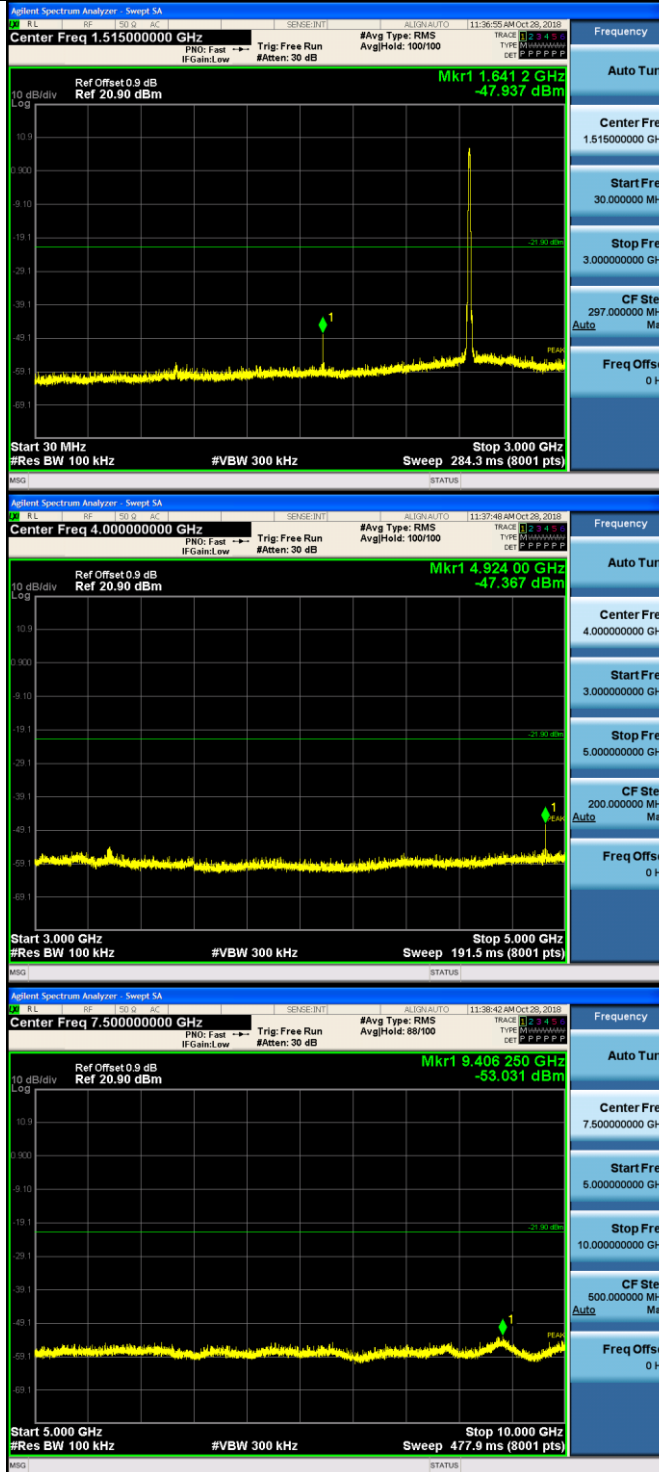 Agilent Spectrum Analyzer - Swept SA
RL RF 50 Ω AC SENSE:INT ALIGNAUTO 11:36:55 AM Oct 28, 2018
Center Freq 1.515000000 GHz
PNO: Fast
IFGain:Low
Trig: Free Run
#Atten: 30 dB
#Avg Type: RMS
Avg|Hold: 100/100
TRACE 1 2 3 4 5 6
TYPE M
DET P P P P P P
Ref Offset 0.9 dB
Ref 20.90 dBm
Mkr1 1.641 2 GHz
-47.937 dBm
10 dB/div
Log
10.9
0.900
-9.10
-19.1
-21.90 dBm
-29.1
-39.1
1
-49.1
PEAK
-59.1
-69.1
Start 30 MHz
Stop 3.000 GHz
#Res BW 100 kHz #VBW 300 kHz Sweep 284.3 ms (8001 pts)
MSG STATUS
Frequency
Auto Tun
Center Fre
1.515000000 GH
Start Fre
30.000000 MH
Stop Fre
3.000000000 GH
CF Ste
297.000000 MH
Auto Ma
Freq Offse
0 H
Agilent Spectrum Analyzer - Swept SA
RL RF 50 Ω AC SENSE:INT ALIGNAUTO 11:37:48 AM Oct 28, 2018
Center Freq 4.000000000 GHz
PNO: Fast
IFGain:Low
Trig: Free Run
#Atten: 30 dB
#Avg Type: RMS
Avg|Hold: 100/100
TRACE 1 2 3 4 5 6
TYPE M
DET P P P P P P
Ref Offset 0.9 dB
Ref 20.90 dBm
Mkr1 4.924 00 GHz
-47.367 dBm
10 dB/div
Log
10.9
0.900
-9.10
-19.1
-21.90 dBm
-29.1
-39.1
1
PEAK
-49.1
-59.1
-69.1
Start 3.000 GHz
Stop 5.000 GHz
#Res BW 100 kHz #VBW 300 kHz Sweep 191.5 ms (8001 pts)
MSG STATUS
Frequency
Auto Tun
Center Fre
4.000000000 GH
Start Fre
3.000000000 GH
Stop Fre
5.000000000 GH
CF Ste
200.000000 MH
Auto Ma
Freq Offse
0 H
Agilent Spectrum Analyzer - Swept SA
RL RF 50 Ω AC SENSE:INT ALIGNAUTO 11:38:42 AM Oct 28, 2018
Center Freq 7.500000000 GHz
PNO: Fast
IFGain:Low
Trig: Free Run
#Atten: 30 dB
#Avg Type: RMS
Avg|Hold: 88/100
TRACE 1 2 3 4 5 6
TYPE M
DET P P P P P P
Ref Offset 0.9 dB
Ref 20.90 dBm
Mkr1 9.406 250 GHz
-53.031 dBm
10 dB/div
Log
10.9
0.900
-9.10
-19.1
-21.90 dBm
-29.1
-39.1
1
-49.1
PEAK
-59.1
-69.1
Start 5.000 GHz
Stop 10.000 GHz
#Res BW 100 kHz #VBW 300 kHz Sweep 477.9 ms (8001 pts)
MSG STATUS
Frequency
Auto Tun
Center Fre
7.500000000 GH
Start Fre
5.000000000 GH
Stop Fre
10.000000000 GH
CF Ste
500.000000 MH
Auto Ma
Freq Offse
0 H